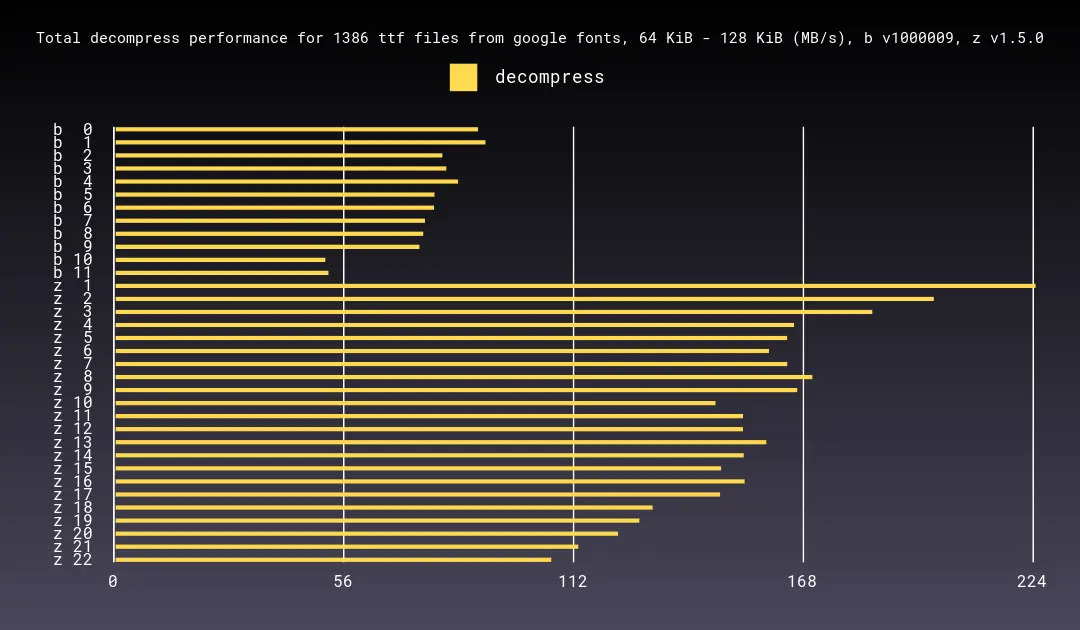 Total decompress performance for 1386 ttf files from google fonts, 64 KiB - 128 KiB (MB/s), b v1000009, z v1.5.0
decompress
b 0
b 1
b 2
b 3
b 4
b 5
b 6
b 7
b 8
b 9
b 10
b 11
z 1
z 2
z 3
z 4
z 5
z 6
z 7
z 8
z 9
z 10
z 11
z 12
z 13
z 14
z 15
z 16
z 17
z 18
z 19
z 20
z 21
z 22
0 56 112 168 224